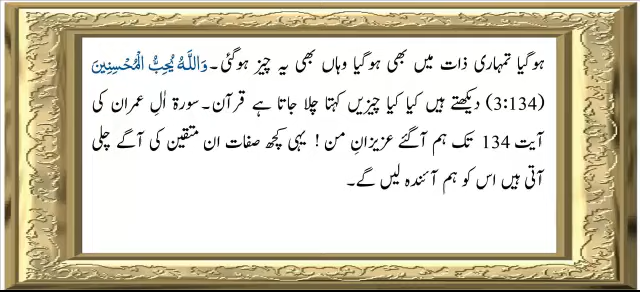 ہوگیا تمہاری ذات میں بھی ہوگیا وہاں بھی یہ چیز ہوگئی۔ وَاللَّهُ يُحِبُّ الْمُحْسِنِينَ
(3:134) دیکھتے ہیں کیا کیا چیزیں کہتا چلا جاتا ہے قرآن۔ سورۃ اٰلِ عمران کی
آیت 134 تک ہم آگئے عزیزانِ من! یہی کچھ صفات ان متقین کی آگے چلی
آتی ہیں اس کو ہم آئندہ لیں گے۔